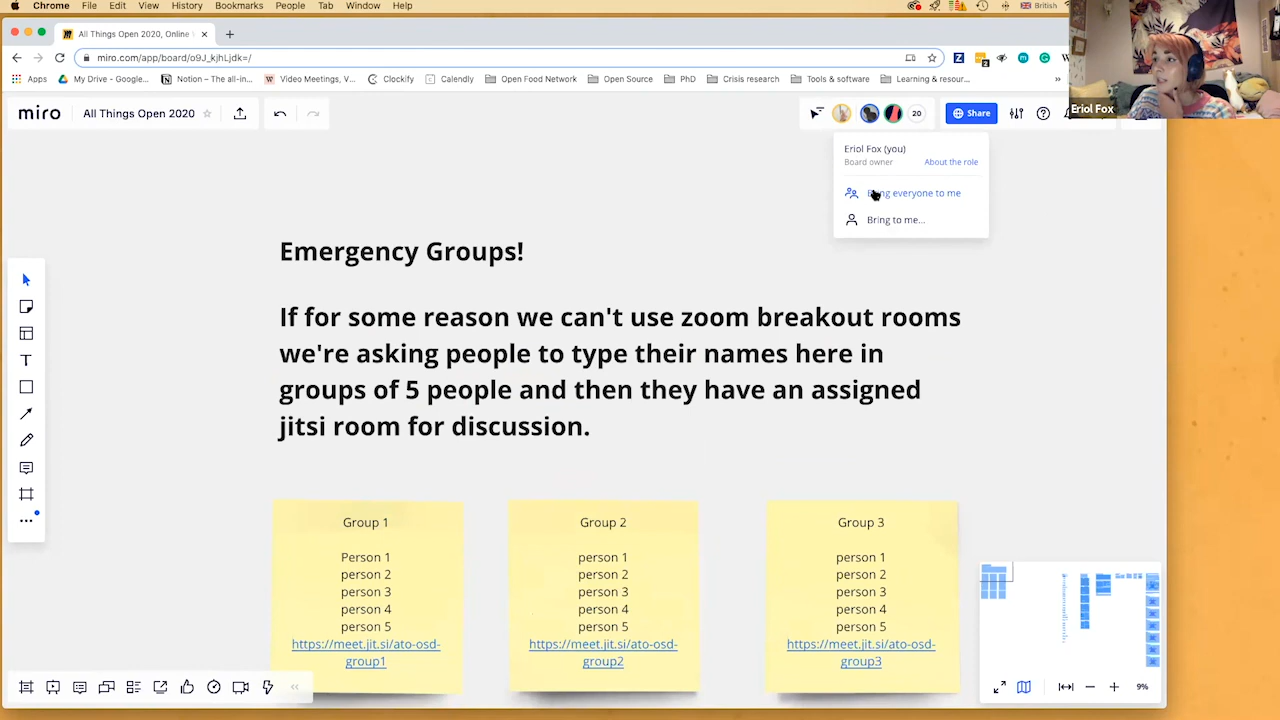 Chrome File Edit View History Bookmarks People Tab Window Help
British
All Things Open 2020, Online
miro.com/app/board/o9J_kjhLjdk=/
Apps My Drive - Google... Notion – The all-in... Video Meetings, V... Clockify Calendly Open Food Network Open Source PhD Crisis research Tools & software Learning & resour... »
Eriol Fox
miro All Things Open 2020
20 Share
Eriol Fox (you)
Board owner About the role
everyone to me
Bring to me...
Emergency Groups!
If for some reason we can't use zoom breakout rooms
we're asking people to type their names here in
groups of 5 people and then they have an assigned
jitsi room for discussion.
Group 1
Person 1
person 2
person 3
person 4
person 5
https://meet.jit.si/ato-osd-
group1
Group 2
person 1
person 2
person 3
person 4
person 5
https://meet.jit.si/ato-osd-
group2
Group 3
person 1
person 2
person 3
person 4
person 5
https://meet.jit.si/ato-osd-
group3
9%